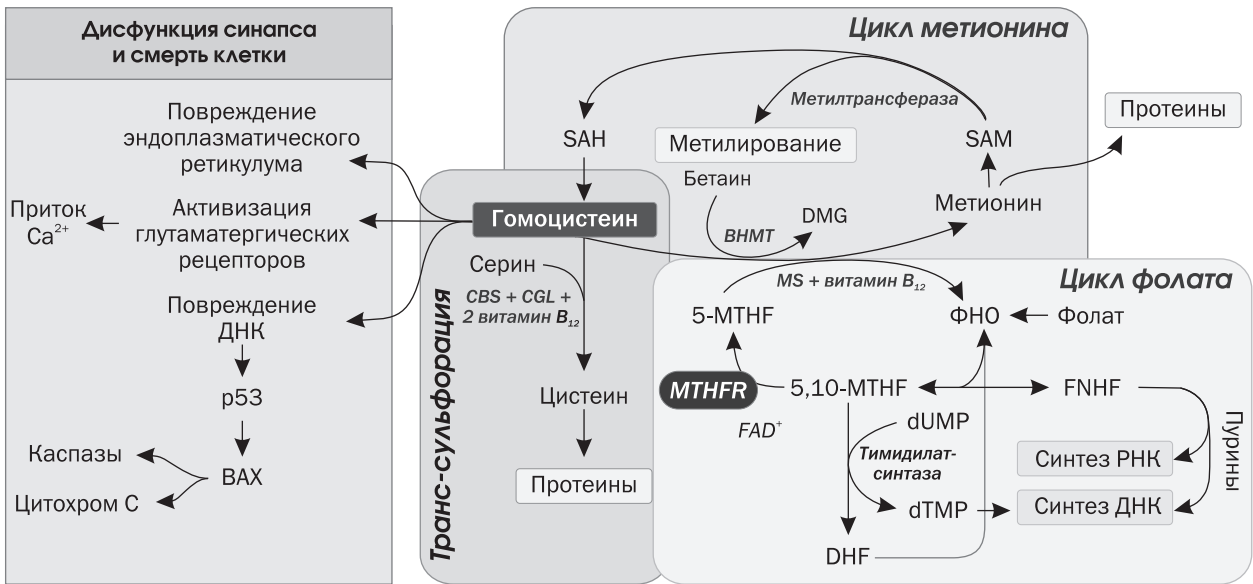 Дисфункция синапса
и смерть клетки
Повреждение
эндоплазматического
ретикулума
Приток
Ca²⁺
Активизация
глутаматергических
рецепторов
Повреждение
ДНК
p53
BAX
Каспазы
Цитохром С
Транс-сульфорация
Гомоцистеин
Серин
CBS + CGL +
2 витамин B₁₂
Цистеин
Протеины
Цикл метионина
SAH
Метилтрансфераза
Метилирование
SAM
Протеины
Бетаин
DMG
BHMT
Метионин
Цикл фолата
MS + витамин B₁₂
5-MTHF
ФНО
Фолат
MTHFR
5,10-MTHF
FNHF
FAD⁺
dUMP
Тимидилат-
синтаза
dTMP
DHF
Пурины
Синтез РНК
Синтез ДНК